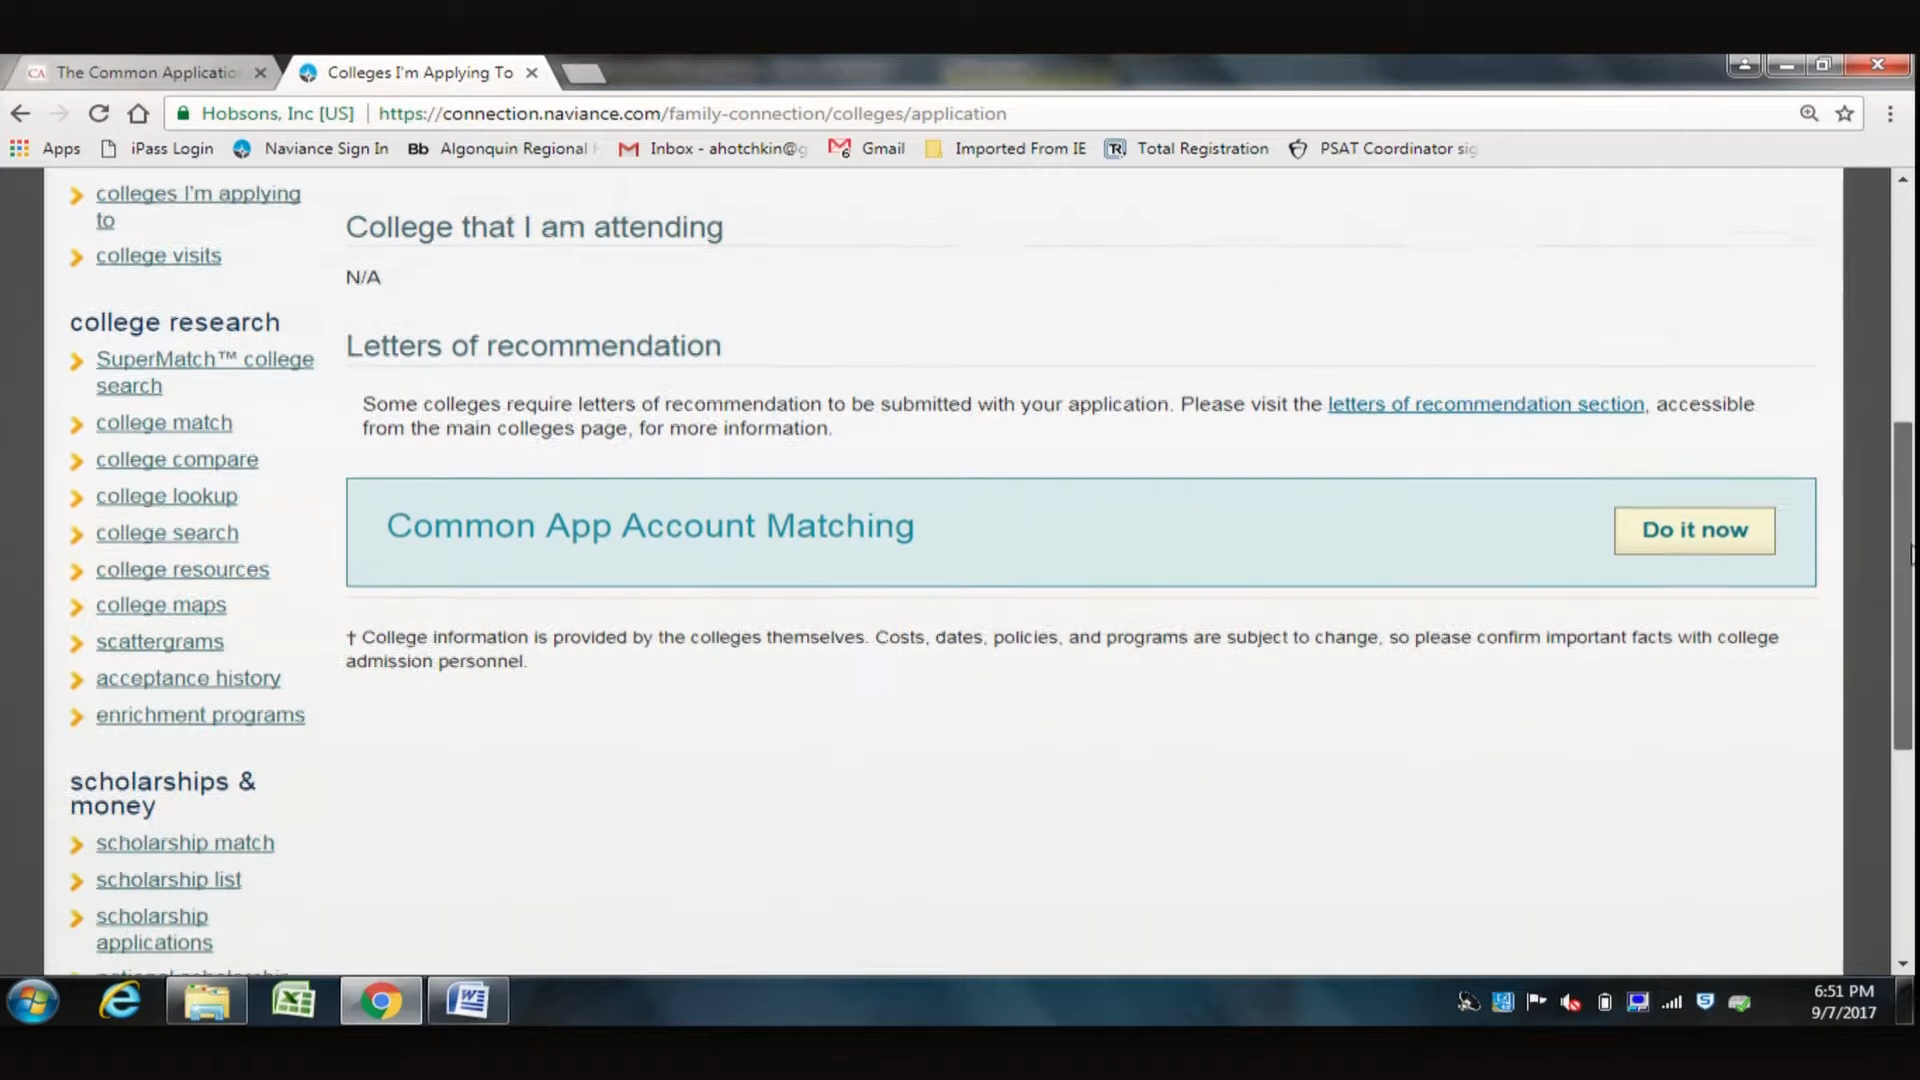 CA The Common Applicatio
Colleges I'm Applying To
Hobsons, Inc [US] | https://connection.naviance.com/family-connection/colleges/application
Apps iPass Login Naviance Sign In Bb Algonquin Regional Inbox - ahotchkin@g Gmail Imported From IE Total Registration PSAT Coordinator sig
colleges I'm applying
to
college visits
college research
SuperMatch™ college
search
college match
college compare
college lookup
college search
college resources
college maps
scattergrams
acceptance history
enrichment programs
scholarships &
money
scholarship match
scholarship list
scholarship
applications
College that I am attending
N/A
Letters of recommendation
Some colleges require letters of recommendation to be submitted with your application. Please visit the letters of recommendation section, accessible
from the main colleges page, for more information.
Common App Account Matching
Do it now
† College information is provided by the colleges themselves. Costs, dates, policies, and programs are subject to change, so please confirm important facts with college
admission personnel.
6:51 PM
9/7/2017